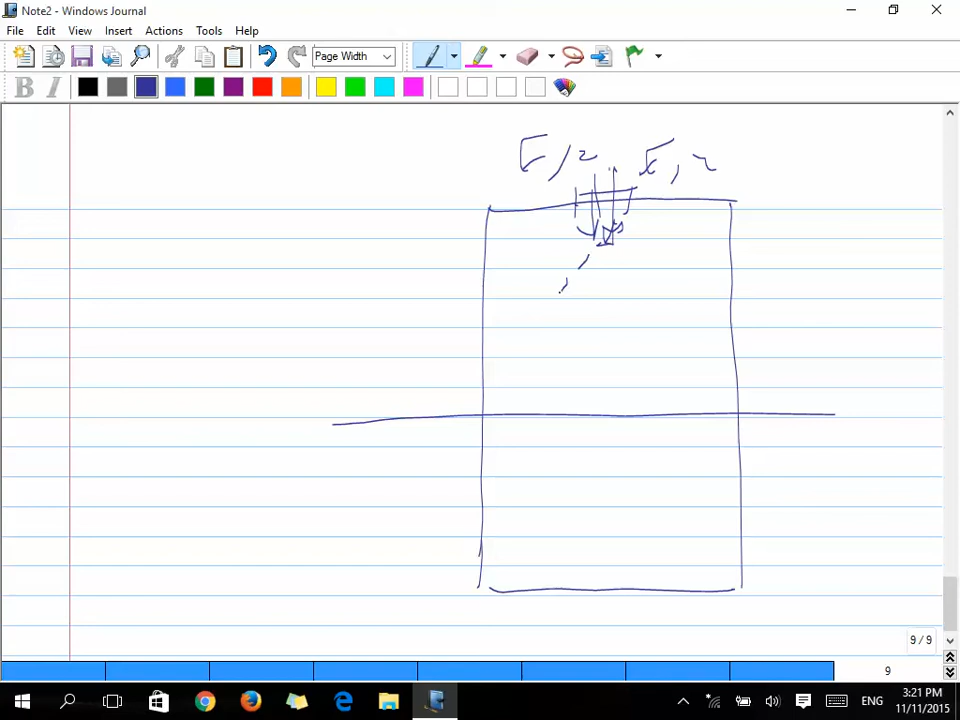 Note2 - Windows Journal
File Edit View Insert Actions Tools Help
Page Width
B I
9 / 9
9
ENG
3:21 PM
11/11/2015